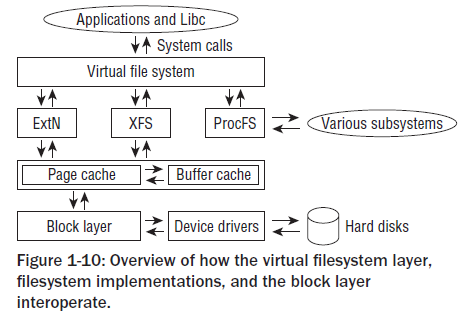 Applications and Libc
System calls
Virtual file system
ExtN XFS ProcFS Various subsystems
Page cache Buffer cache
Block layer Device drivers Hard disks
Figure 1-10: Overview of how the virtual filesystem layer,
filesystem implementations, and the block layer
interoperate.